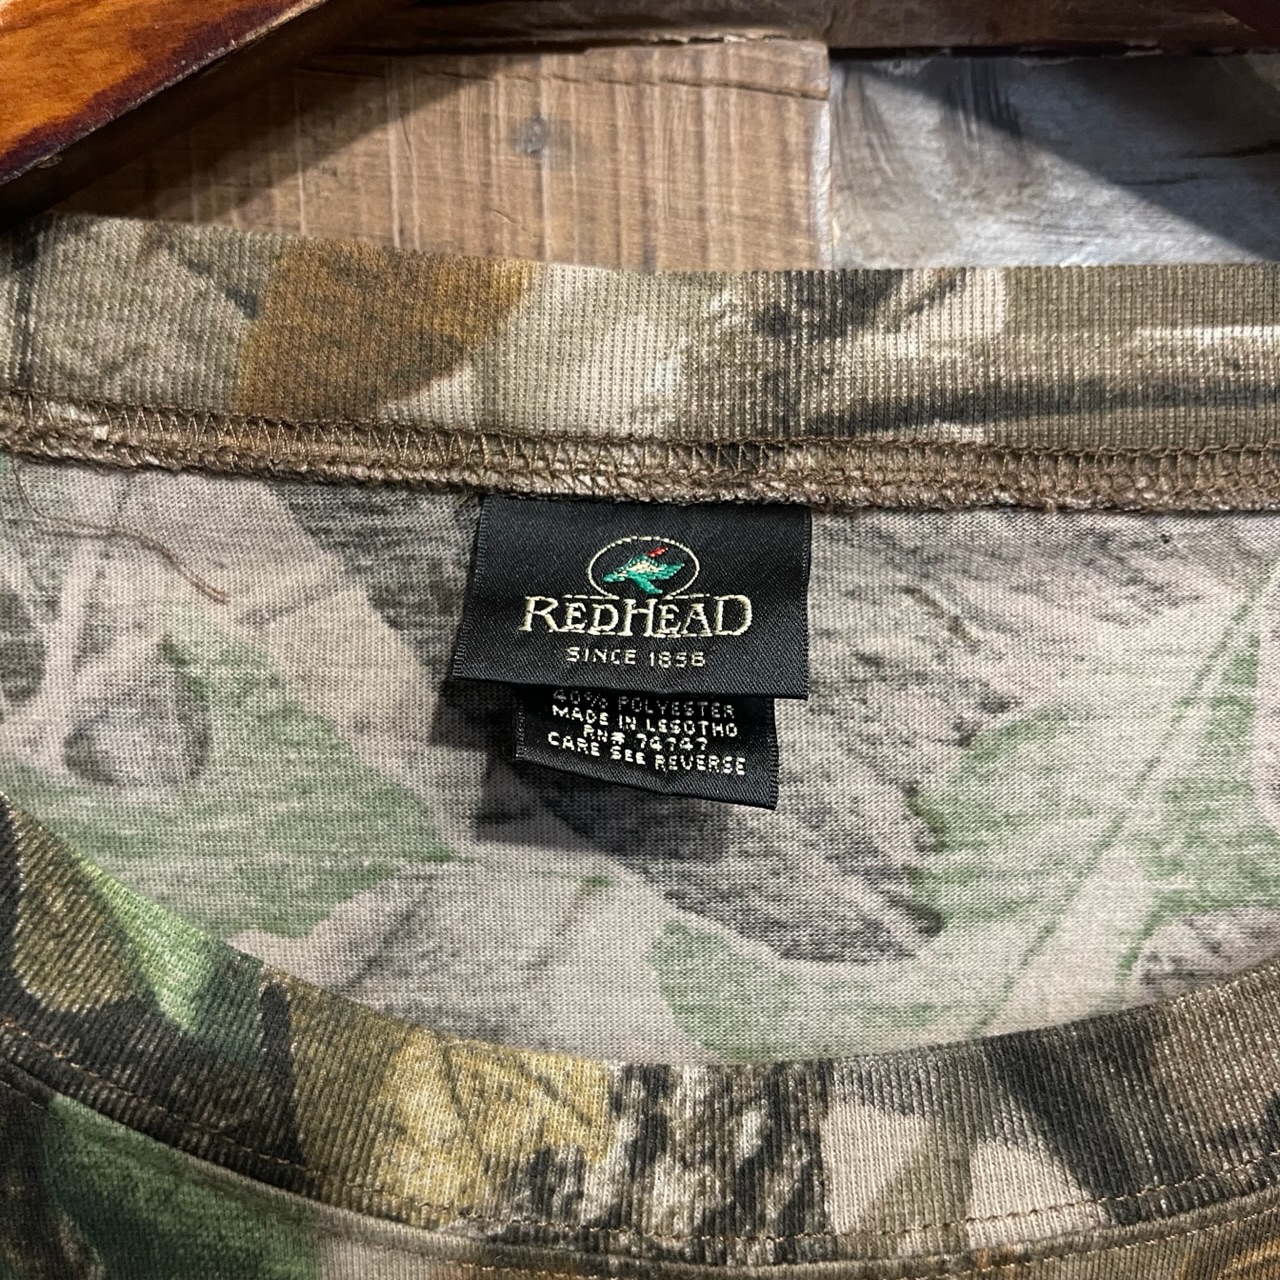 REDHEAD
SINCE 1856
40% POLYESTER
MADE IN LESOTHO
RN# 74747
CARE SEE REVERSE